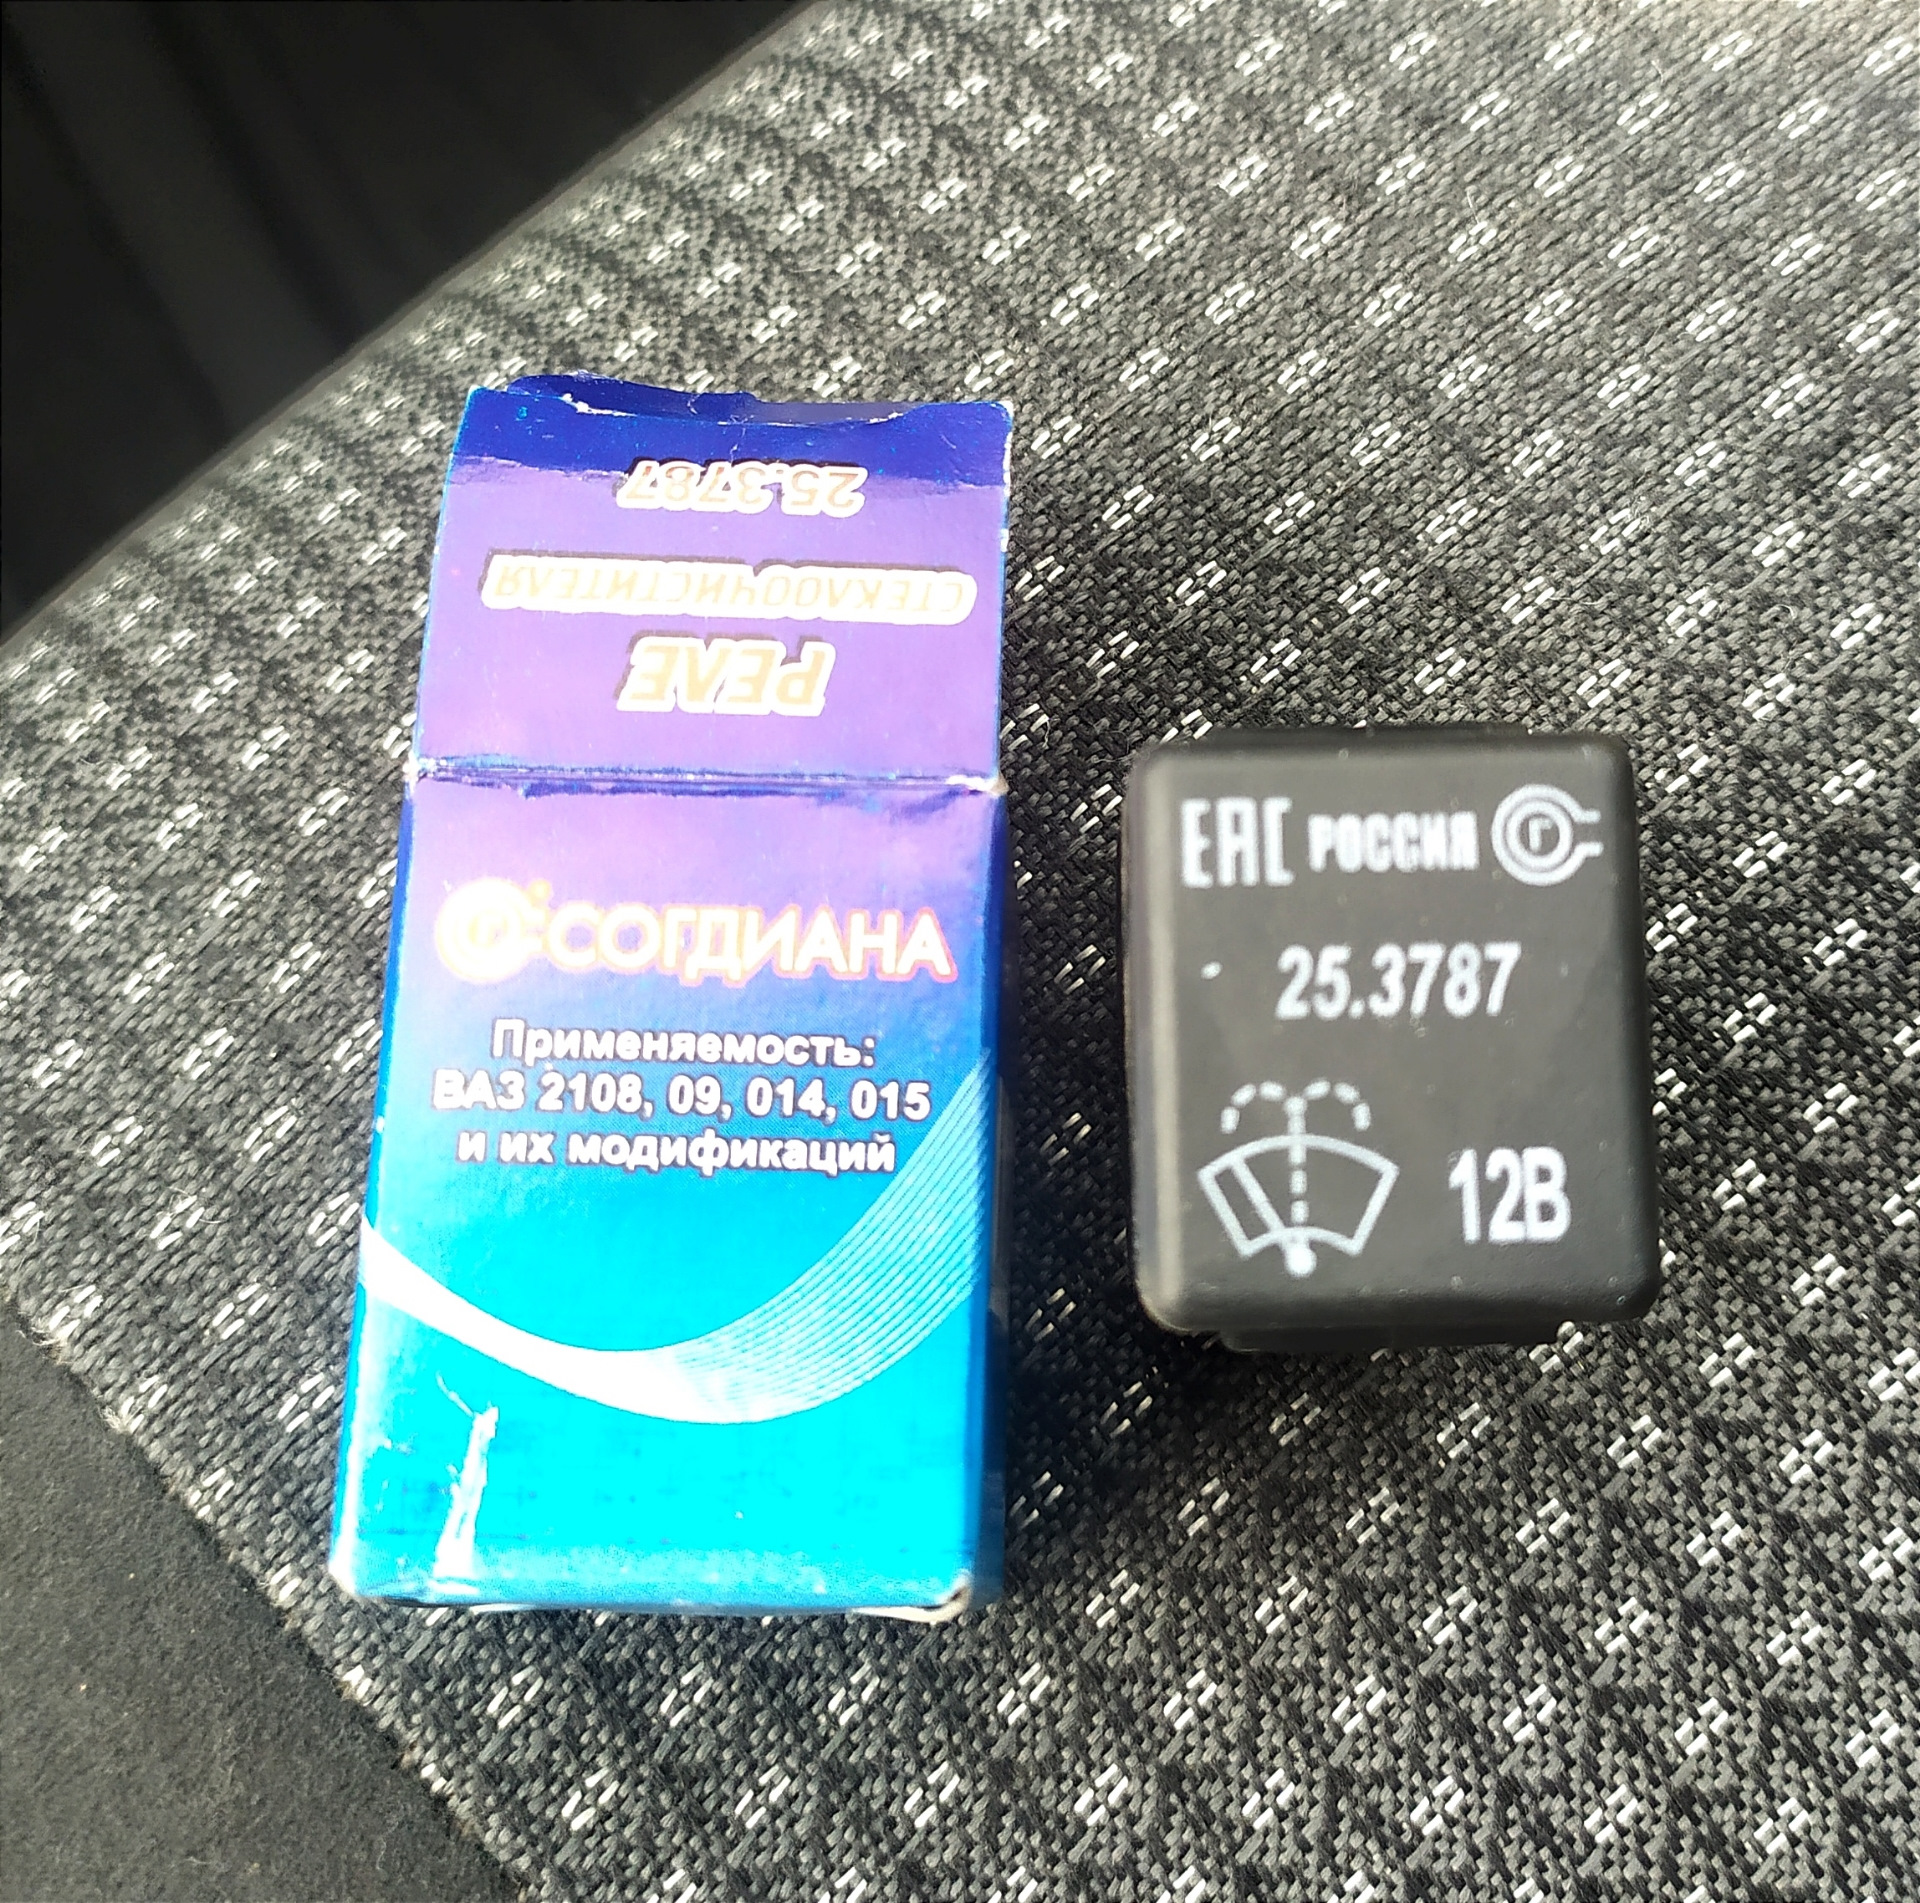 РЕЛЕ
СТЕКЛООЧИСТИТЕЛЯ
25.3787
Г СОГДИАНА
Применяемость:
ВАЗ 2108, 09, 014, 015
и их модификаций
ЕАС РОССИЯ Г
25.3787
12В